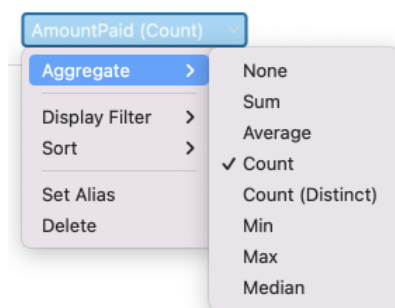 AmountPaid (Count)
Aggregate
Display Filter
Sort
Set Alias
Delete
None
Sum
Average
✓ Count
Count (Distinct)
Min
Max
Median